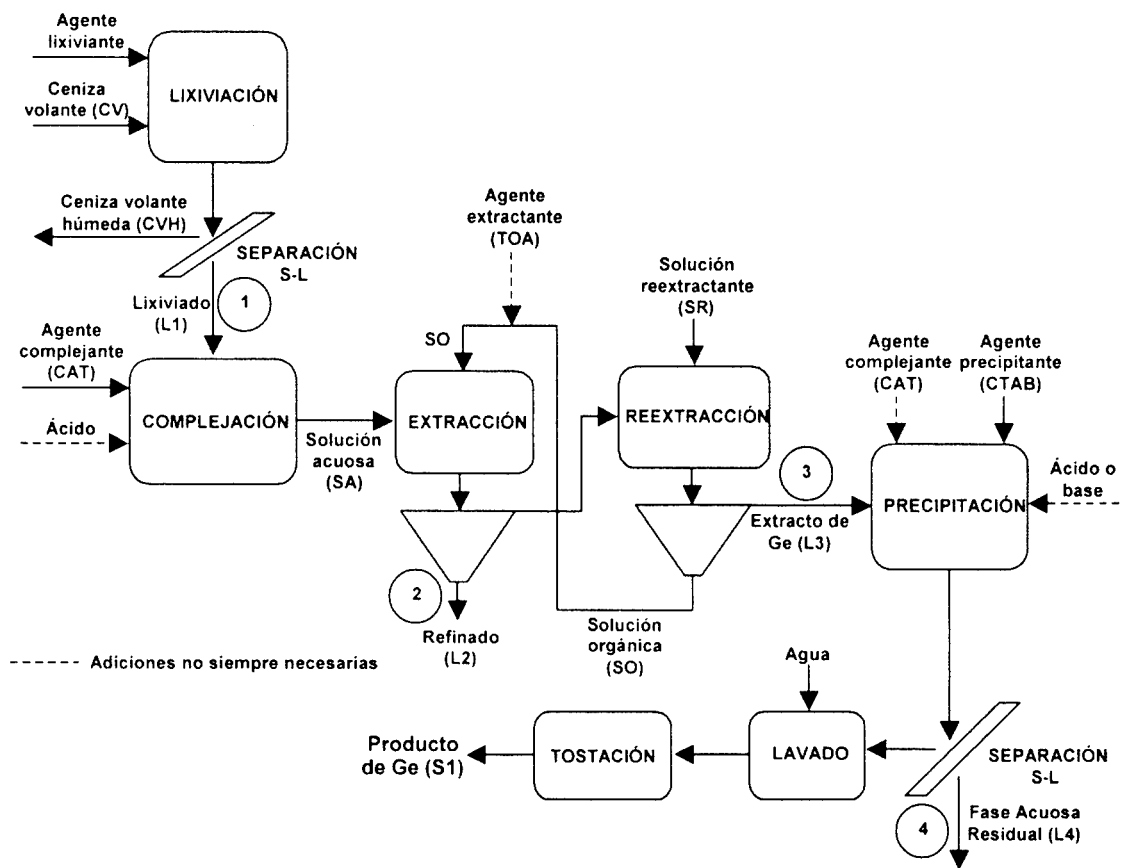 Agente
lixiviante
Ceniza
volante (CV)
LIXIVIACIÓN
Ceniza volante
húmeda (CVH)
SEPARACIÓN
S-L
Lixiviado
(L1)
1
Agente
complejante
(CAT)
Ácido
COMPLEJACIÓN
Solución
acuosa
(SA)
Agente
extractante
(TOA)
SO
EXTRACCIÓN
2
Refinado
(L2)
Solución
reextractante
(SR)
REEXTRACCIÓN
3
Extracto de
Ge (L3)
Solución
orgánica
(SO)
Agente
complejante
(CAT)
Agente
precipitante
(CTAB)
Ácido o
base
PRECIPITACIÓN
Adiciones no siempre necesarias
Agua
LAVADO
TOSTACIÓN
Producto
de Ge (S1)
SEPARACIÓN
S-L
4
Fase Acuosa
Residual (L4)